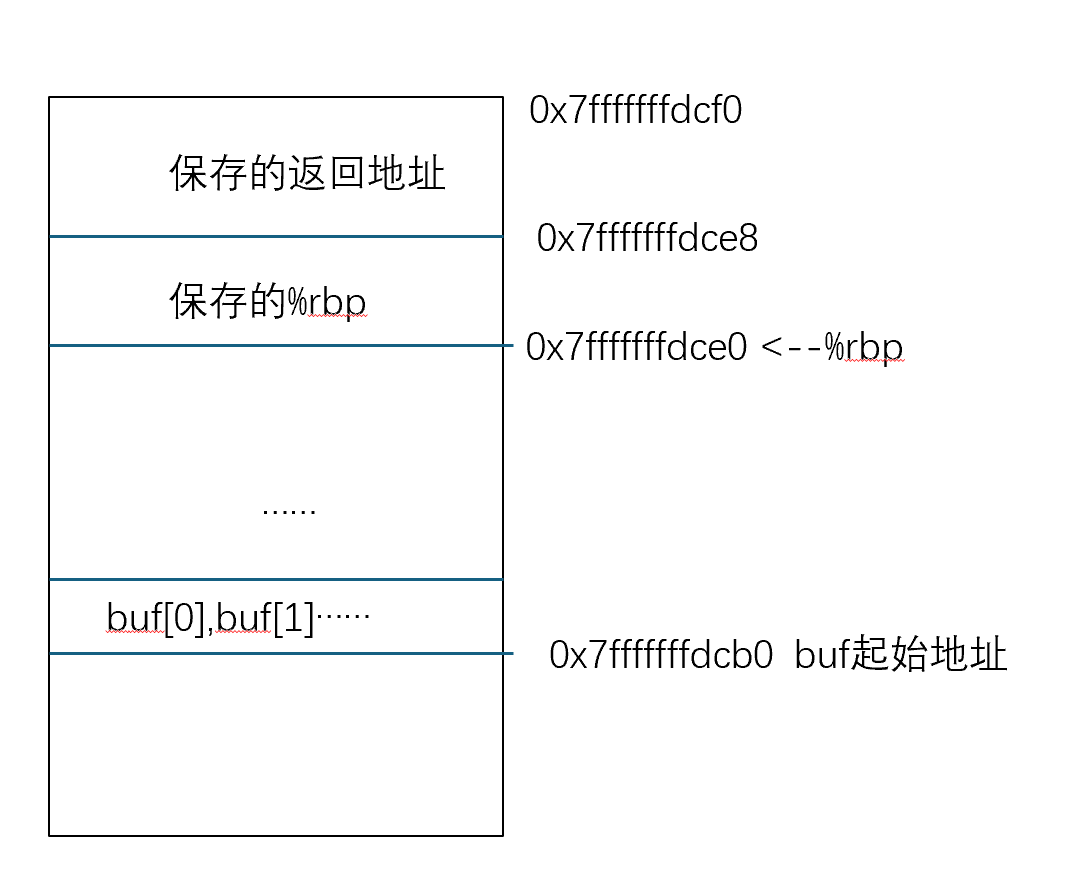 0x7fffffffdcf0
保存的返回地址
0x7fffffffdce8
保存的%rbp
0x7fffffffdce0 <--%rbp
……
buf[0],buf[1]……
0x7fffffffdcb0 buf起始地址